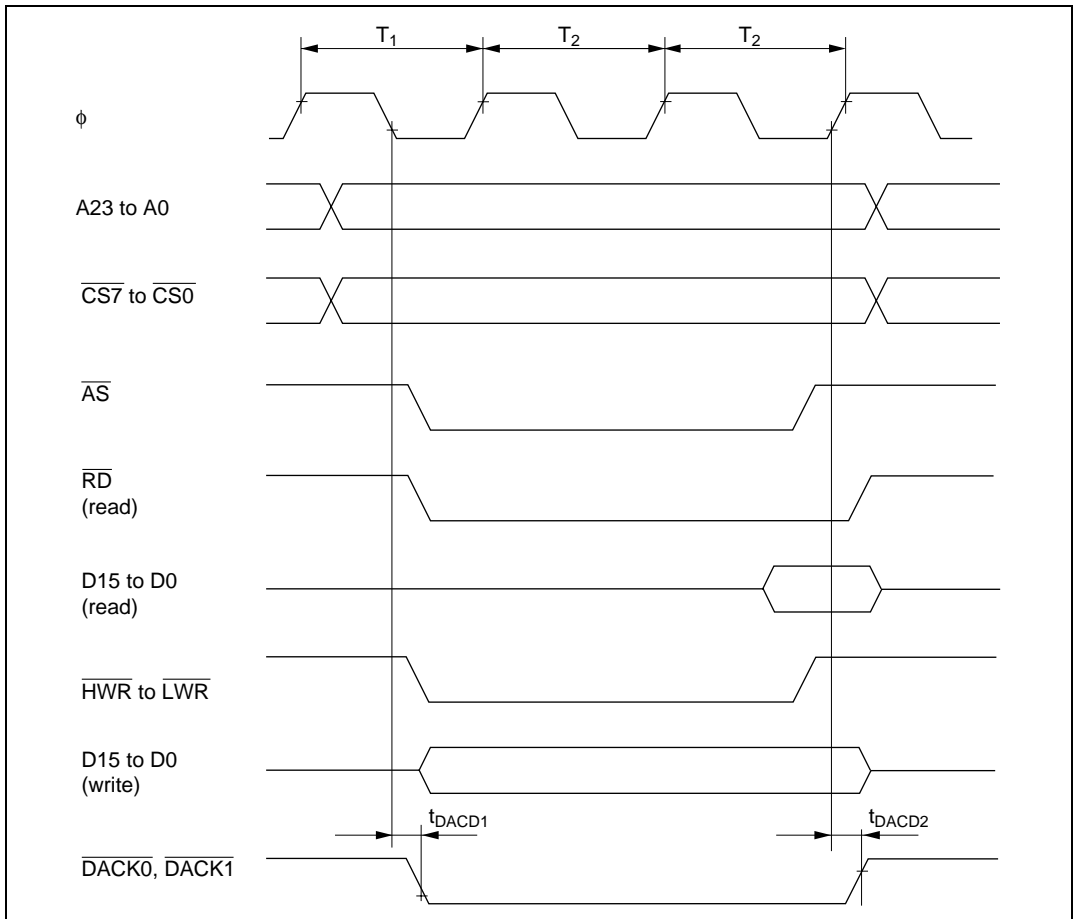 T1 T2 T2
ϕ
A23 to A0
CS7 to CS0
AS
RD
(read)
D15 to D0
(read)
HWR to LWR
D15 to D0
(write)
tDACD1 tDACD2
DACK0, DACK1